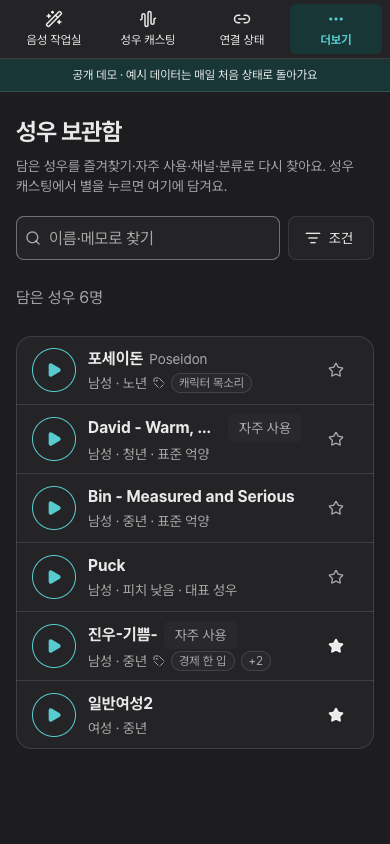 음성 작업실
성우 캐스팅
연결 상태
더보기
공개 데모 · 예시 데이터는 매일 처음 상태로 돌아가요
성우 보관함
담은 성우를 즐겨찾기·자주 사용·채널·분류로 다시 찾아요. 성우
캐스팅에서 별을 누르면 여기에 담겨요.
이름·메모로 찾기
조건
담은 성우 6명
포세이돈 Poseidon
남성 · 노년 캐릭터 목소리
David - Warm, ... 자주 사용
남성 · 청년 · 표준 억양
Bin - Measured and Serious
남성 · 중년 · 표준 억양
Puck
남성 · 피치 낮음 · 대표 성우
진우-기쁨- 자주 사용
남성 · 중년 경제 한 입 +2
일반여성2
여성 · 중년